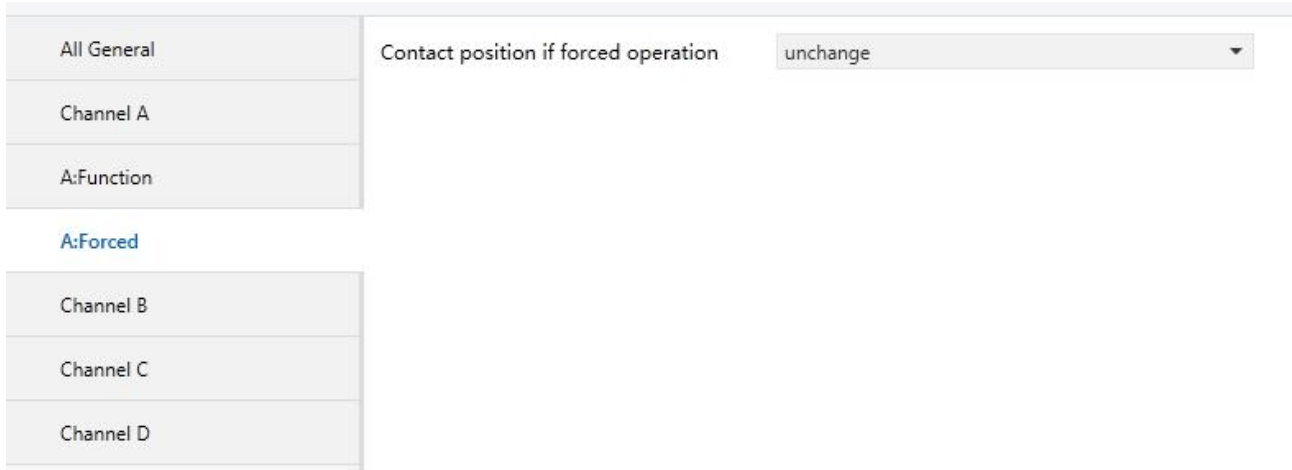 All General
Contact position if forced operation unchange
Channel A
A:Function
A:Forced
Channel B
Channel C
Channel D